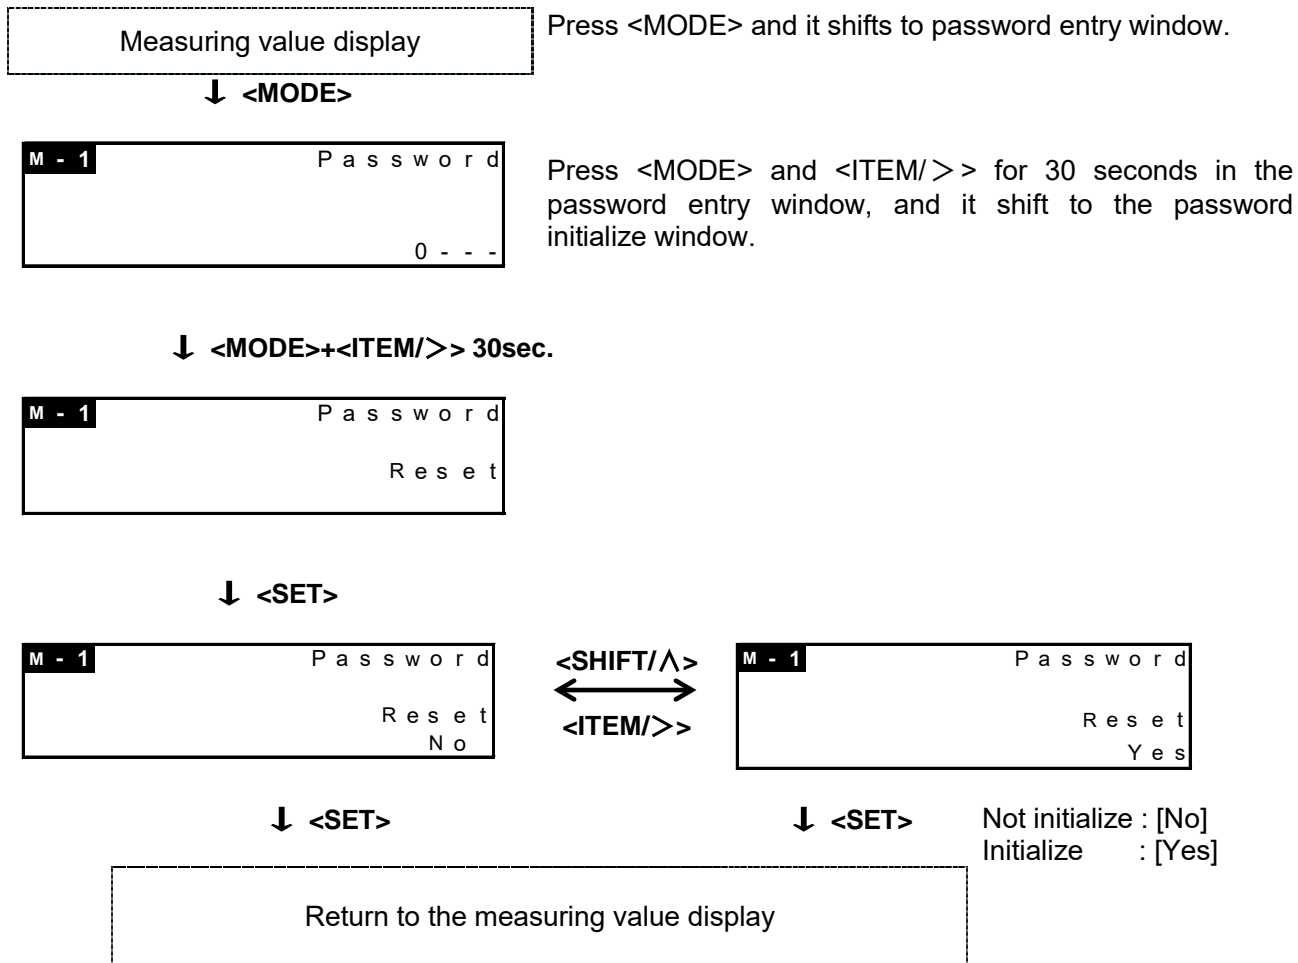 Measuring value display
Press <MODE> and it shifts to password entry window.
↓ <MODE>
M - 1 Password
0 - - -
Press <MODE> and <ITEM/＞> for 30 seconds in the
password entry window, and it shift to the password
initialize window.
↓ <MODE>+<ITEM/＞> 30sec.
M - 1 Password
Reset
↓ <SET>
M - 1 Password
Reset
No
<SHIFT/∧>
<ITEM/＞>
M - 1 Password
Reset
Yes
↓ <SET>
↓ <SET>
Not initialize : [No]
Initialize : [Yes]
Return to the measuring value display